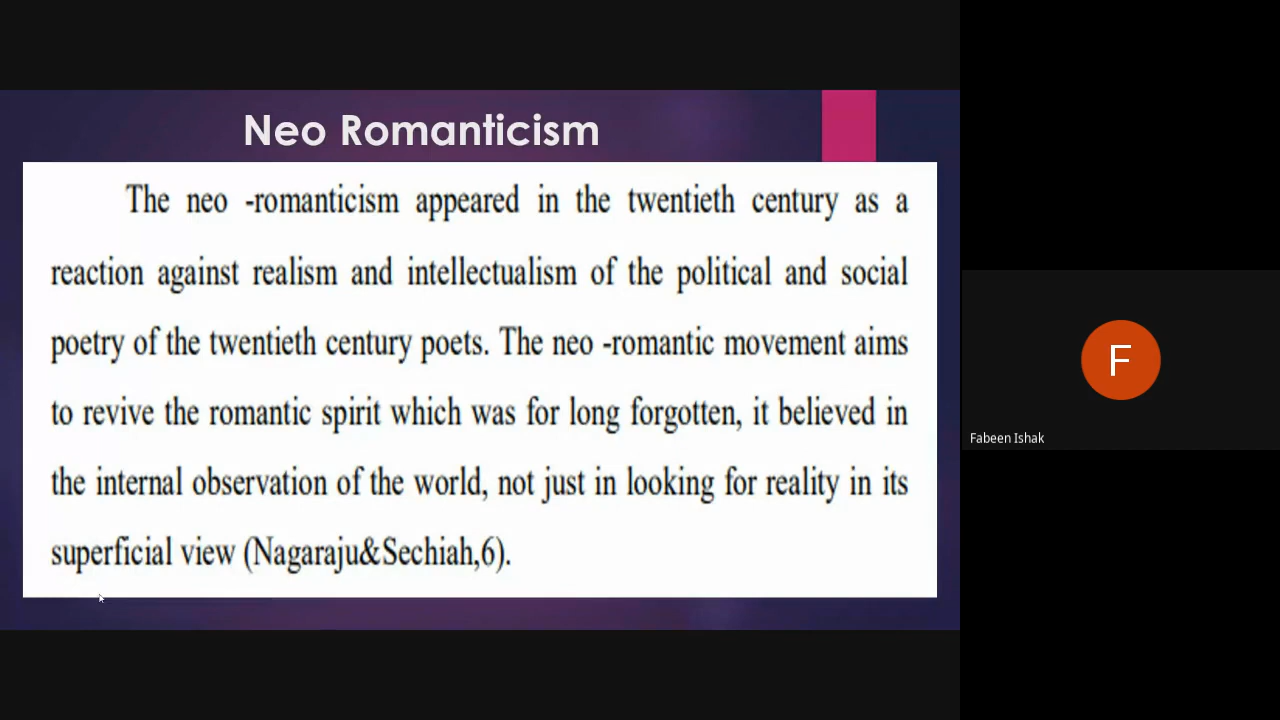 Neo Romanticism
The neo -romanticism appeared in the twentieth century as a
reaction against realism and intellectualism of the political and social
poetry of the twentieth century poets. The neo -romantic movement aims
to revive the romantic spirit which was for long forgotten, it believed in
the internal observation of the world, not just in looking for reality in its
superficial view (Nagaraju&Sechiah,6).
F
Fabeen Ishak